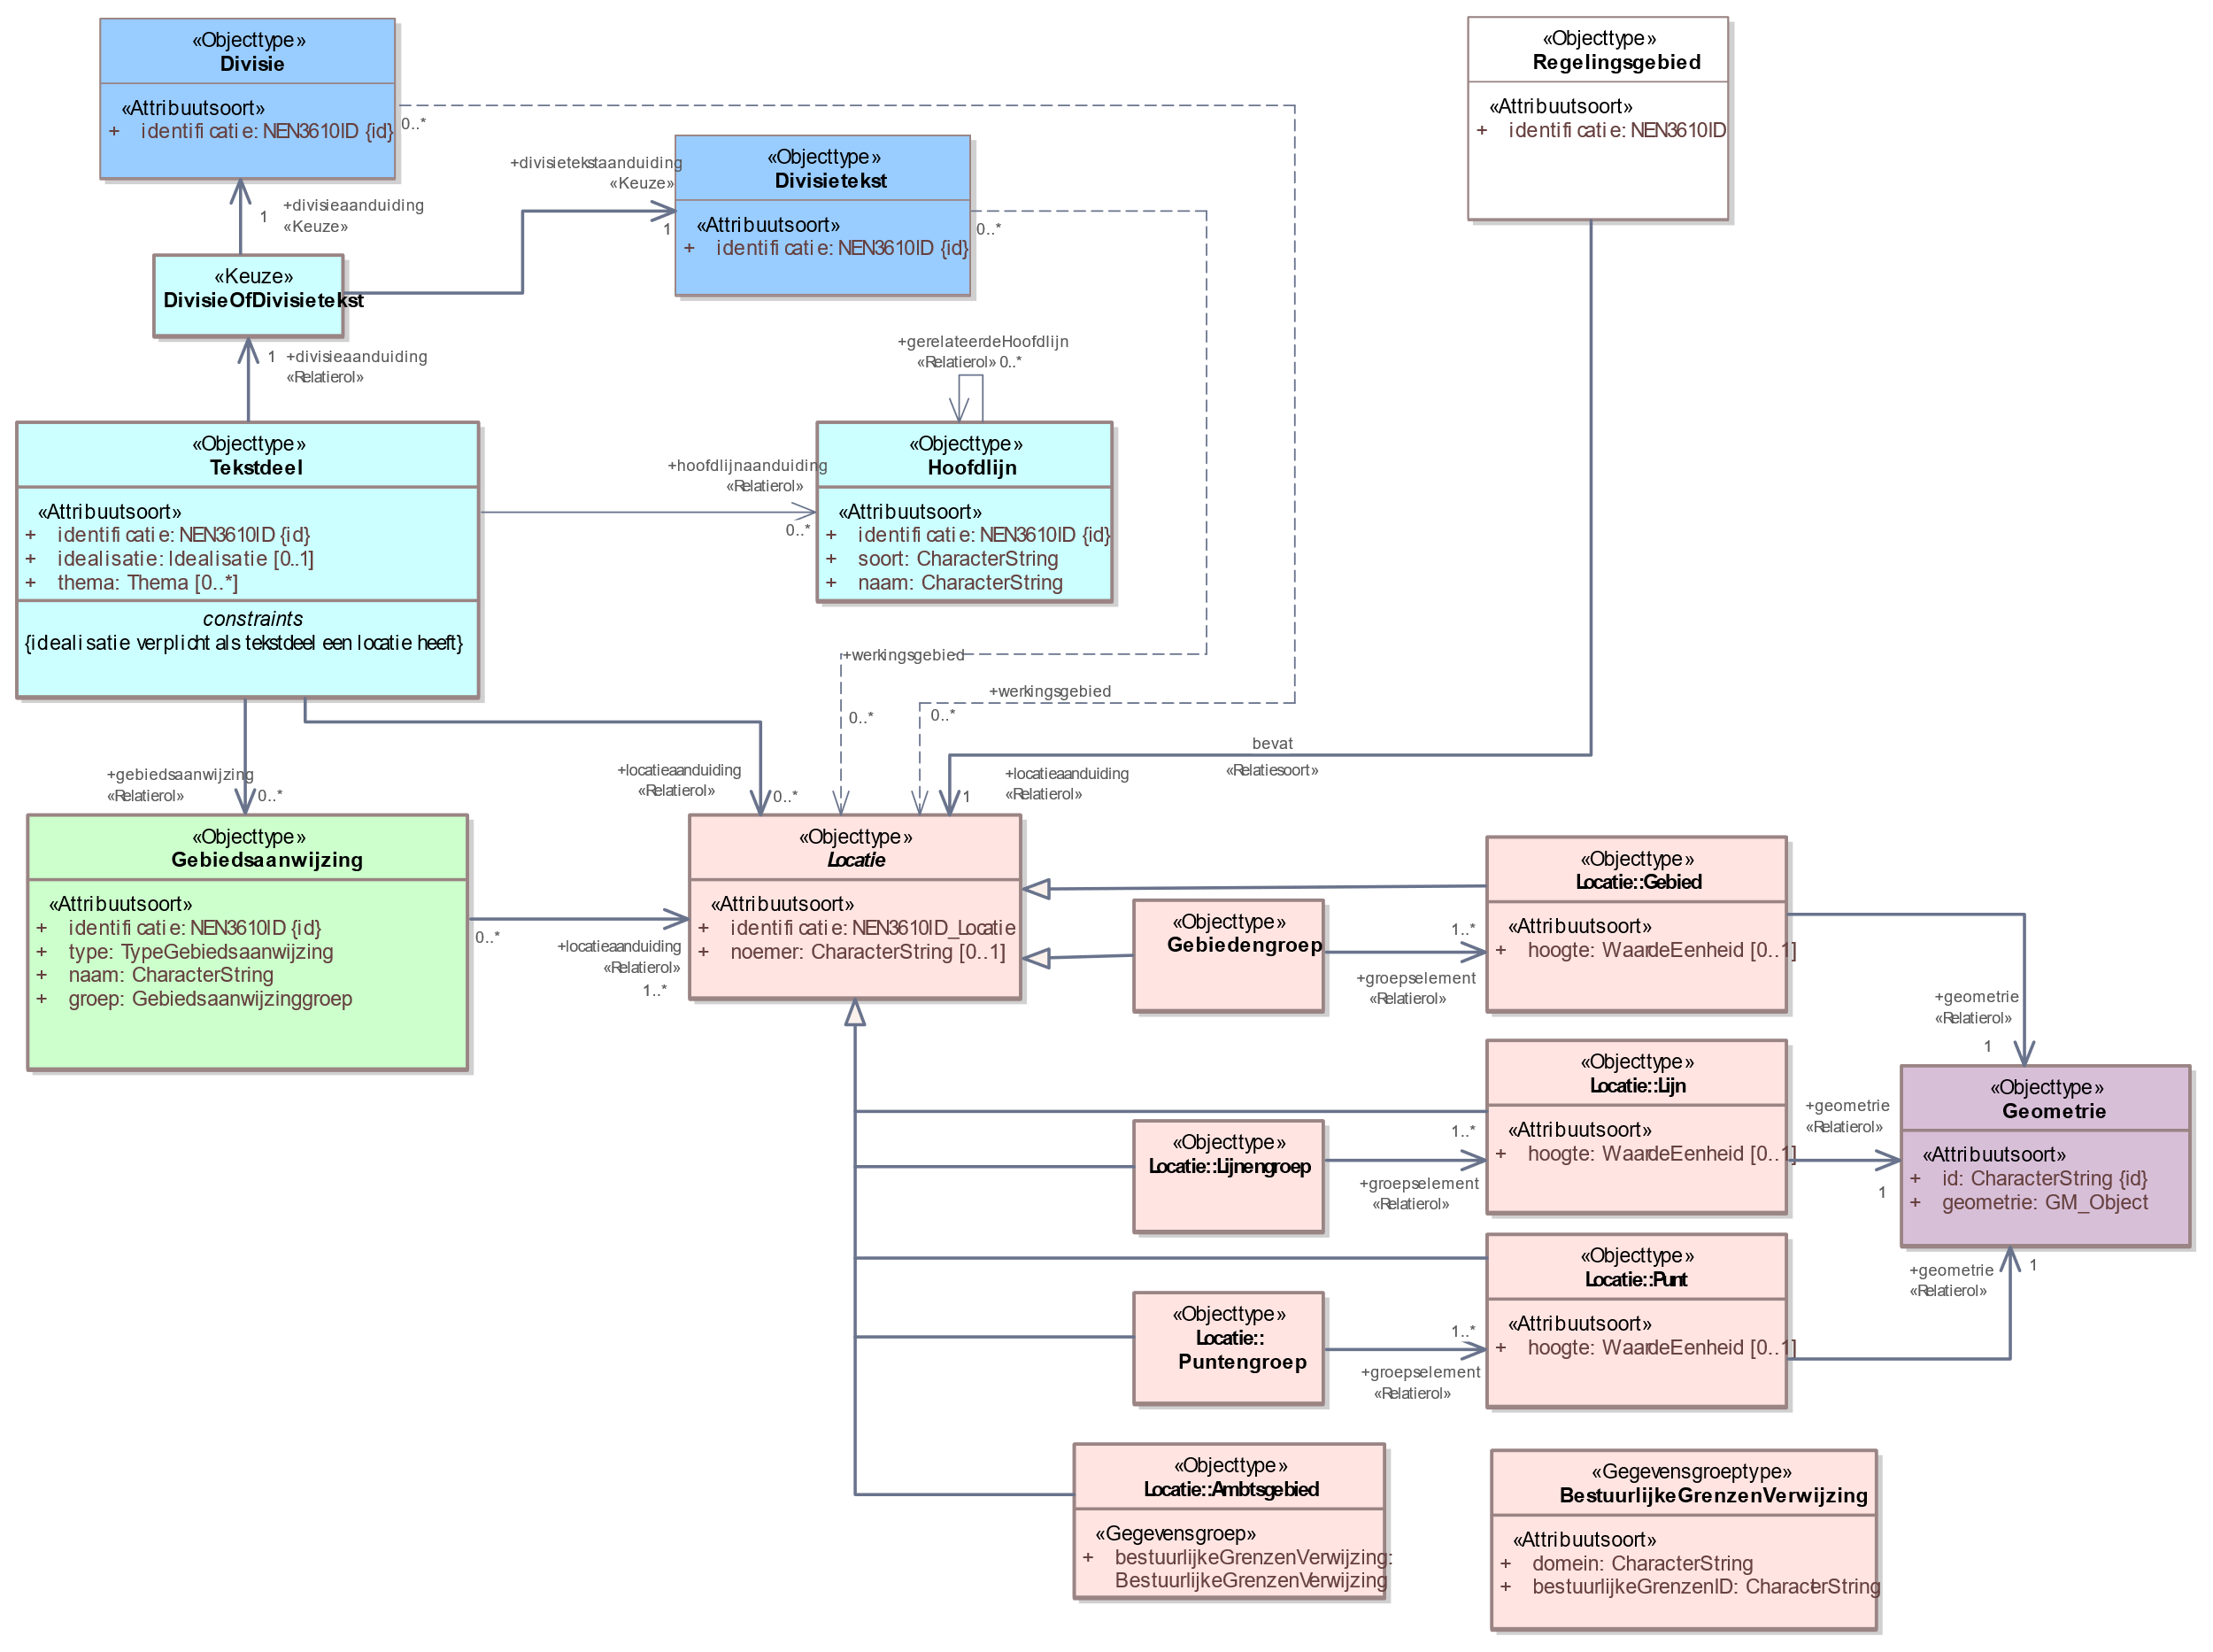 «Objecttype»
Divisie
«Attribuutsoort»
+ identificatie: NEN3610ID {id}
0..*
«Objecttype»
Regelingsgebied
«Attribuutsoort»
+ identificatie: NEN3610ID
+divisietekstaanduiding
«Keuze»
1
«Objecttype»
Divisietekst
«Attribuutsoort»
+ identificatie: NEN3610ID {id}
0..*
1
+divisieaanduiding
«Keuze»
«Keuze»
DivisieOfDivisietekst
1
+divisieaanduiding
«Relatierol»
+gerelateerdeHoofdlijn
«Relatierol» 0..*
«Objecttype»
Tekstdeel
«Attribuutsoort»
+ identificatie: NEN3610ID {id}
+ idealisatie: Idealisatie [0..1]
+ thema: Thema [0..*]
constraints
{idealisatie verplicht als tekstdeel een locatie heeft}
+hoofdlijnaanduiding
«Relatierol»
0..*
«Objecttype»
Hoofdlijn
«Attribuutsoort»
+ identificatie: NEN3610ID {id}
+ soort: CharacterString
+ naam: CharacterString
+werkingsgebied
0..*
+werkingsgebied
0..*
bevat
«Relatiesoort»
+gebiedsaanwijzing
«Relatierol»
0..*
+locatieaanduiding
«Relatierol»
0..*
+locatieaanduiding
«Relatierol»
1
«Objecttype»
Gebiedsaanwijzing
«Attribuutsoort»
+ identificatie: NEN3610ID {id}
+ type: TypeGebiedsaanwijzing
+ naam: CharacterString
+ groep: Gebiedsaanwijzinggroep
0..*
+locatieaanduiding
«Relatierol»
1..*
«Objecttype»
Locatie
«Attribuutsoort»
+ identificatie: NEN3610ID_Locatie
+ noemer: CharacterString [0..1]
«Objecttype»
Gebiedengroep
1..*
+groepselement
«Relatierol»
«Objecttype»
Locatie::Gebied
«Attribuutsoort»
+ hoogte: WaardeEenheid [0..1]
+geometrie
«Relatierol»
1
«Objecttype»
Locatie::Lijnengroep
1..*
+groepselement
«Relatierol»
«Objecttype»
Locatie::Lijn
«Attribuutsoort»
+ hoogte: WaardeEenheid [0..1]
+geometrie
«Relatierol»
1
«Objecttype»
Geometrie
«Attribuutsoort»
+ id: CharacterString {id}
+ geometrie: GM_Object
«Objecttype»
Locatie::
Puntengroep
1..*
+groepselement
«Relatierol»
«Objecttype»
Locatie::Punt
«Attribuutsoort»
+ hoogte: WaardeEenheid [0..1]
+geometrie
«Relatierol»
1
«Objecttype»
Locatie::Ambtsgebied
«Gegevensgroep»
+ bestuurlijkeGrenzenVerwijzing:
BestuurlijkeGrenzenVerwijzing
«Gegevensgroeptype»
BestuurlijkeGrenzenVerwijzing
«Attribuutsoort»
+ domein: CharacterString
+ bestuurlijkeGrenzenID: CharacterString